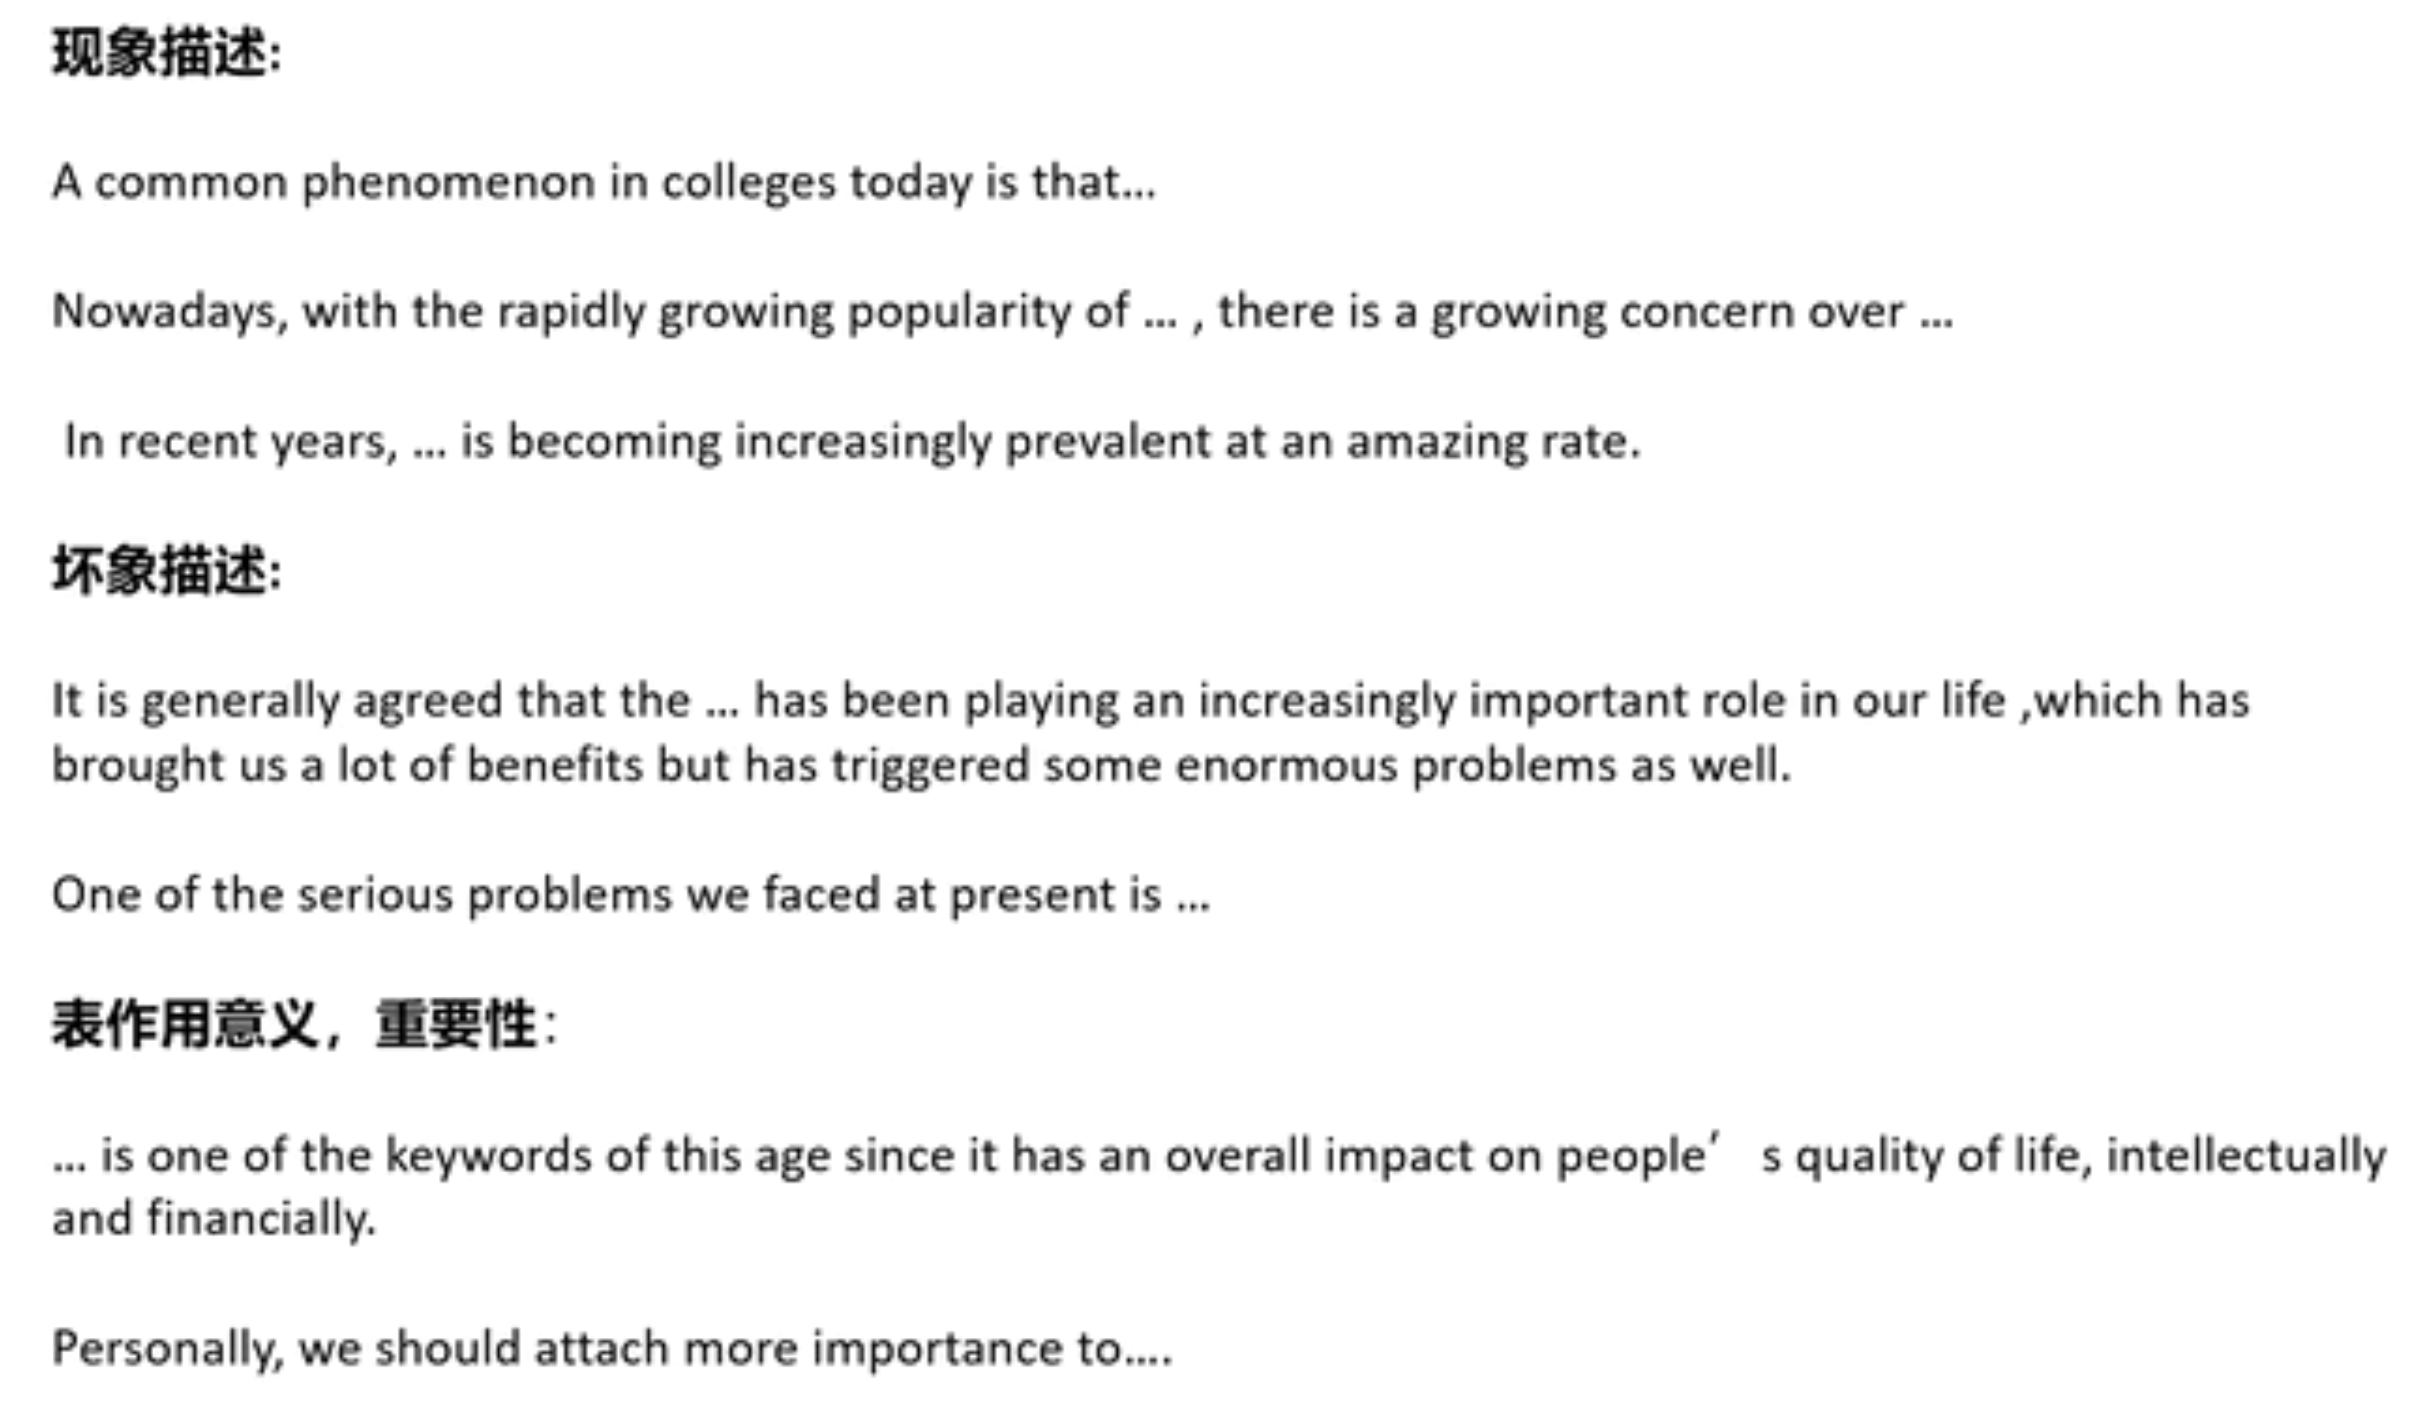 现象描述:
A common phenomenon in colleges today is that...
Nowadays, with the rapidly growing popularity of ... , there is a growing concern over ...
In recent years, ... is becoming increasingly prevalent at an amazing rate.
坏象描述:
It is generally agreed that the ... has been playing an increasingly important role in our life ,which has
brought us a lot of benefits but has triggered some enormous problems as well.
One of the serious problems we faced at present is ...
表作用意义，重要性:
... is one of the keywords of this age since it has an overall impact on people’ s quality of life, intellectually
and financially.
Personally, we should attach more importance to....